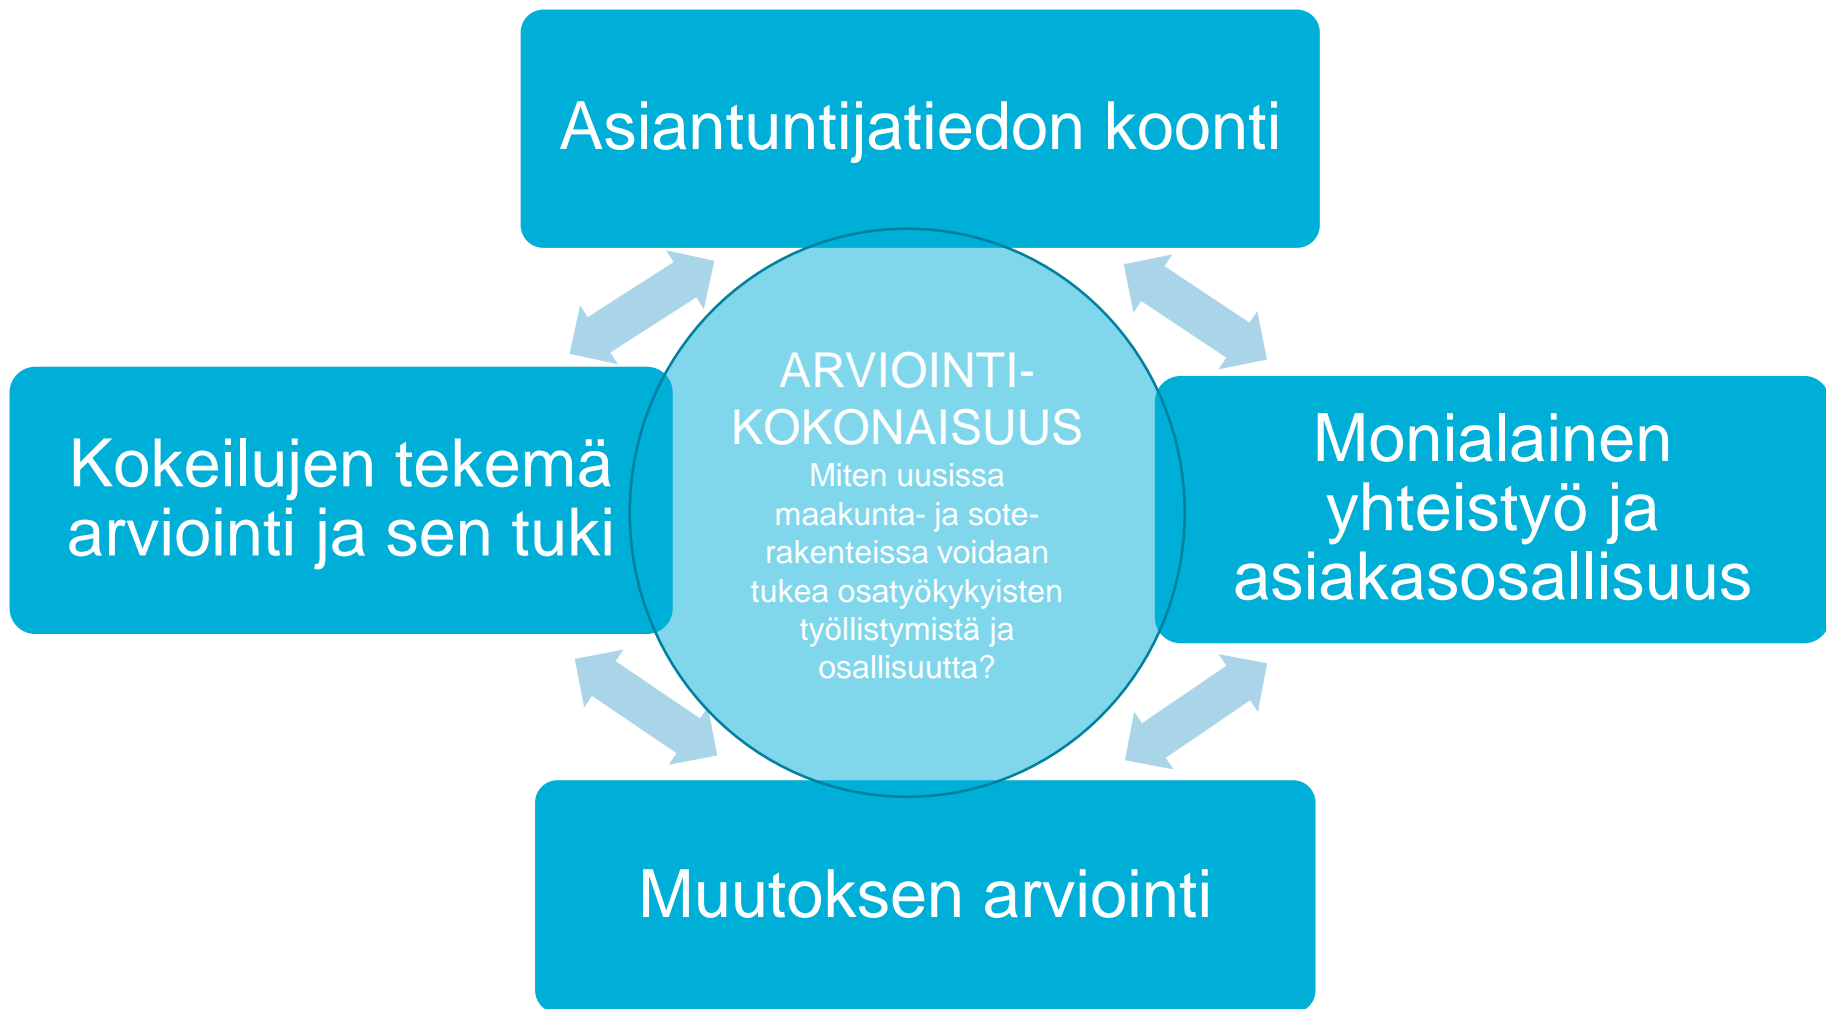 Asiantuntijatiedon koonti
Kokeilujen tekemä
arviointi ja sen tuki
ARVIOINTI-
KOKONAISUUS
Miten uusissa
maakunta- ja sote-
rakenteissa voidaan
tukea osatyökykyisten
työllistymistä ja
osallisuutta?
Monialainen
yhteistyö ja
asiakasosallisuus
Muutoksen arviointi